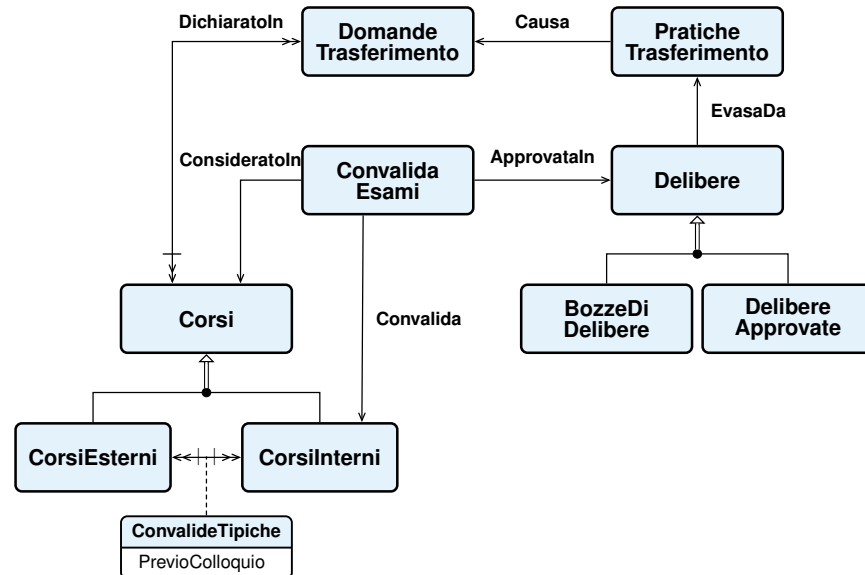 DichiaratoIn
Domande
Trasferimento
Causa
Pratiche
Trasferimento
EvasaDa
ConsideratoIn
Convalida
Esami
ApprovataIn
Delibere
Corsi
Convalida
BozzeDi
Delibere
Delibere
Approvate
CorsiEsterni
CorsiInterni
ConvalideTipiche
PrevioColloquio